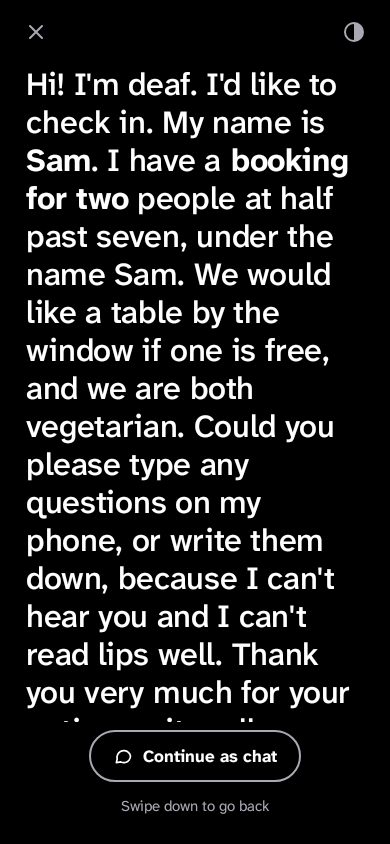 Hi! I'm deaf. I'd like to
check in. My name is
Sam. I have a booking
for two people at half
past seven, under the
name Sam. We would
like a table by the
window if one is free,
and we are both
vegetarian. Could you
please type any
questions on my
phone, or write them
down, because I can't
hear you and I can't
read lips well. Thank
you very much for your
Continue as chat
Swipe down to go back